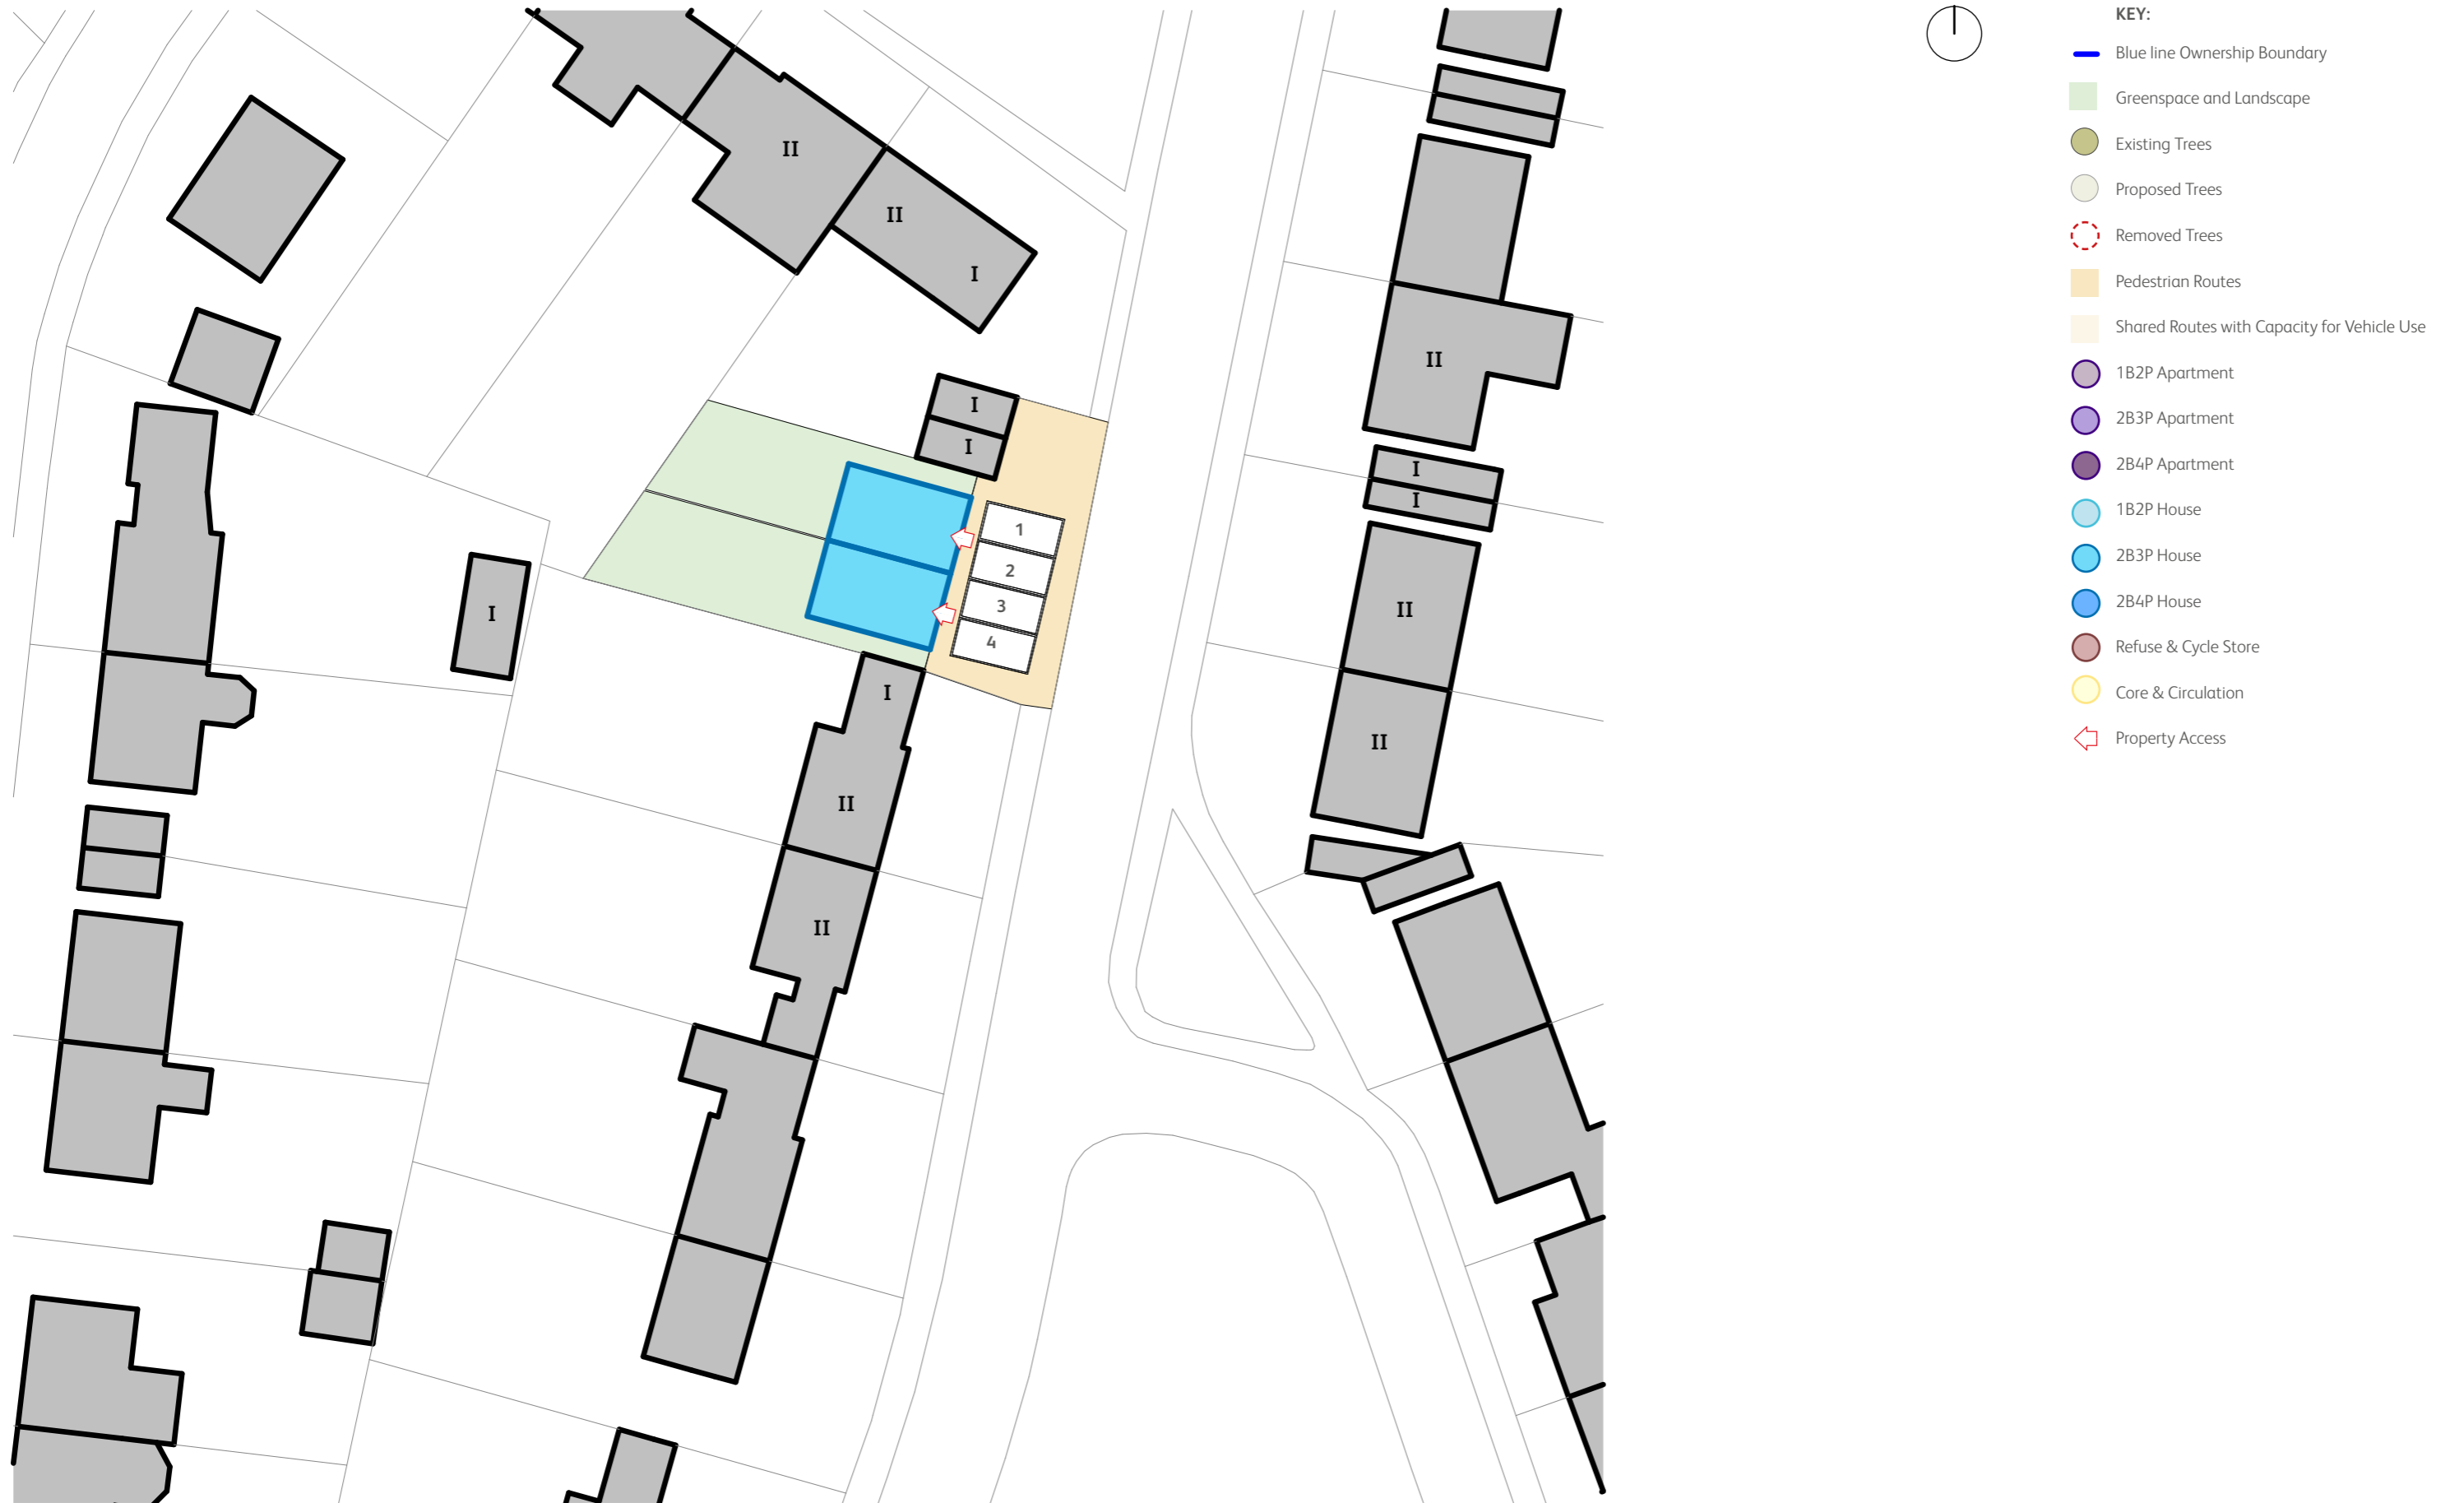 KEY:
Blue line Ownership Boundary
Greenspace and Landscape
Existing Trees
Proposed Trees
Removed Trees
Pedestrian Routes
Shared Routes with Capacity for Vehicle Use
1B2P Apartment
2B3P Apartment
2B4P Apartment
1B2P House
2B3P House
2B4P House
Refuse & Cycle Store
Core & Circulation
Property Access
II
II
I
II
I
I
I
I
1
2
3
4
I
II
I
II
II
II
II